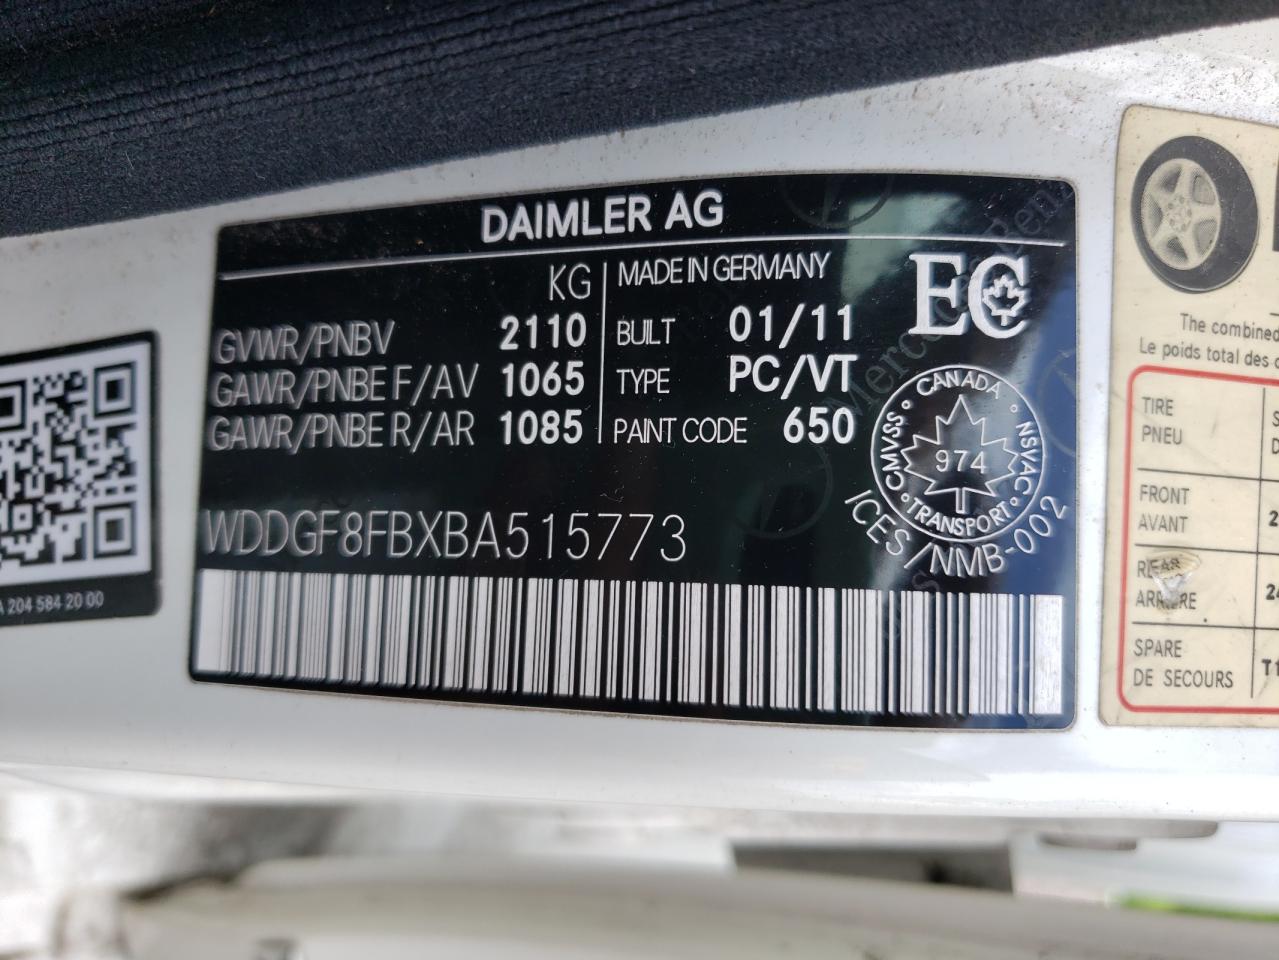 DAIMLER AG
KG
GVWR/PNBV 2110
GAWR/PNBE F/AV 1065
GAWR/PNBE R/AR 1085
MADE IN GERMANY
BUILT 01/11
TYPE PC/VT
PAINT CODE 650
EC
CANADA
CMVSS NSVAC
974
TRANSPORT
ICES/NMB-002
WDDGF8FBXBA515773
A 204 584 20 00
The combined
Le poids total des
TIRE
PNEU
FRONT
AVANT
REAR
ARRIERE
SPARE
DE SECOURS